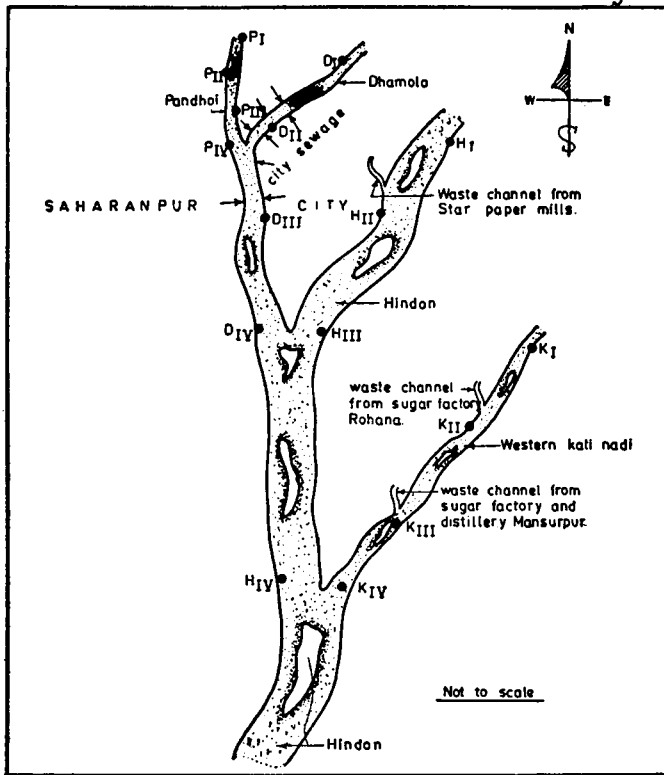 N
W
E
S
PI
PII
Pandhoi
PIII
PIV
DI
Dhamola
DII
city sewage
SAHARANPUR CITY
DIII
HI
Waste channel from
Star paper mills.
HII
Hindon
DIV
HIII
KI
waste channel
from sugar factory
Rohana.
KII
Western kali nadi
waste channel from
sugar factory and
distillery Mansurpur.
KIII
HIV
KIV
Not to scale
Hindon